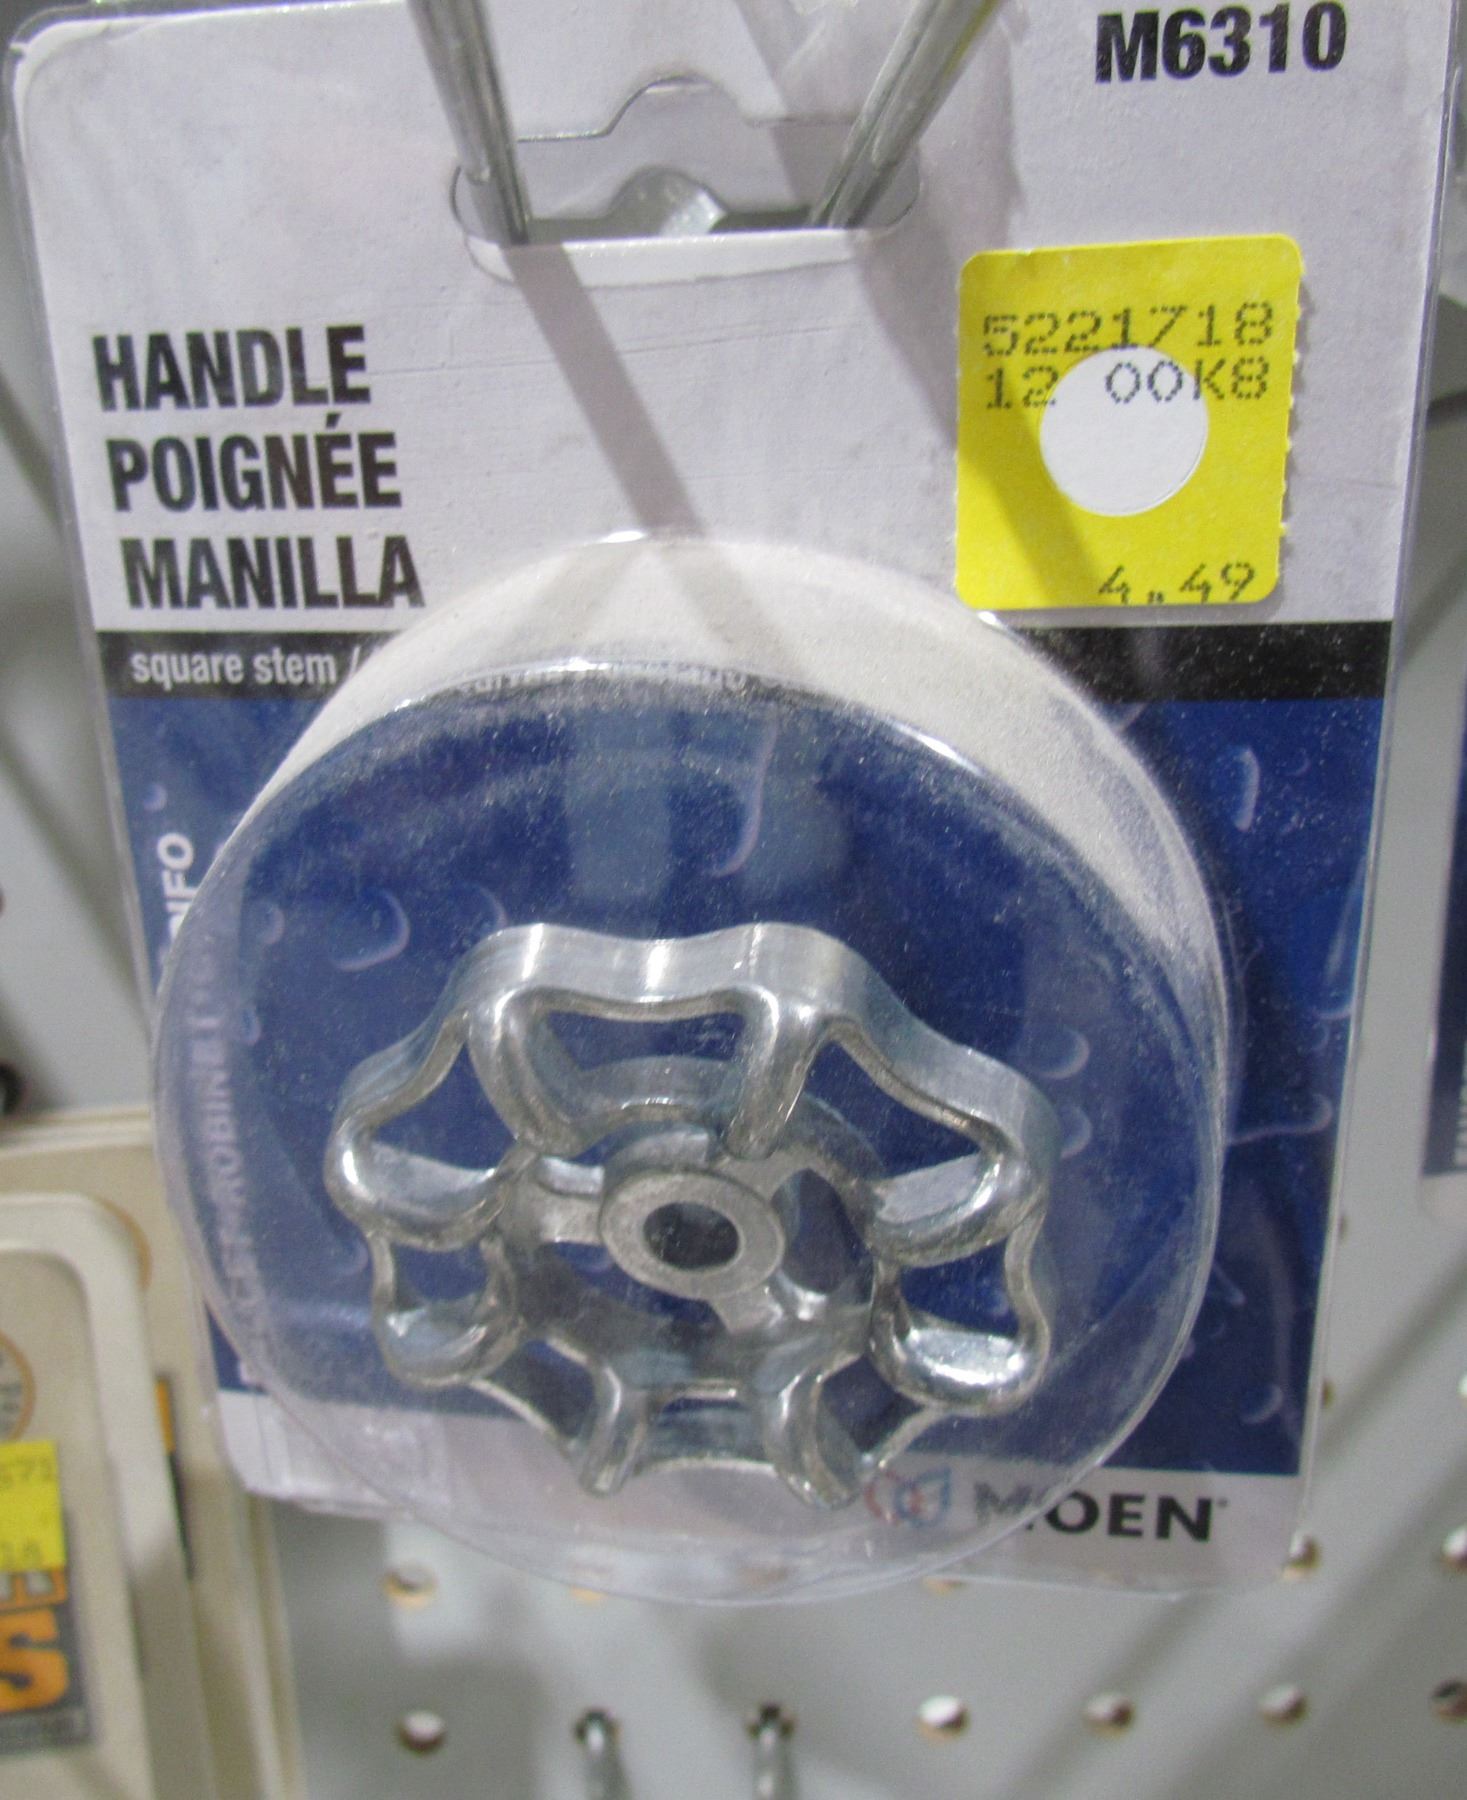 M6310
5221718
12 00K8
4.49
HANDLE
POIGNÉE
MANILLA
square stem /
MOEN